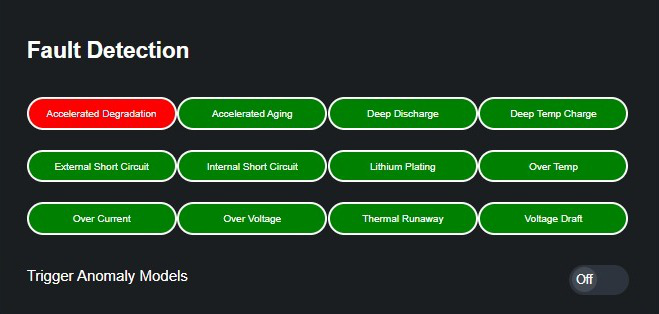 Fault Detection
Accelerated Degradation Accelerated Aging Deep Discharge Deep Temp Charge
External Short Circuit Internal Short Circuit Lithium Plating Over Temp
Over Current Over Voltage Thermal Runaway Voltage Draft
Trigger Anomaly Models Off